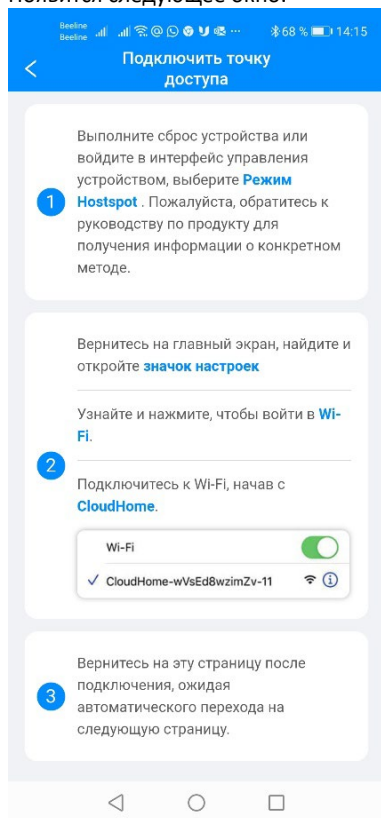 Появится следующее окно:
Beeline
Beeline
68 % 14:15
Подключить точку
доступа
Выполните сброс устройства или
войдите в интерфейс управления
устройством, выберите Режим
1
Hostspot . Пожалуйста, обратитесь к
руководству по продукту для
получения информации о конкретном
методе.
Вернитесь на главный экран, найдите и
откройте значок настроек
Узнайте и нажмите, чтобы войти в Wi-
Fi.
2
Подключитесь к Wi-Fi, начав с
CloudHome.
Wi-Fi
CloudHome-wVsEd8wzimZv-11
Вернитесь на эту страницу после
подключения, ожидая
3
автоматического перехода на
следующую страницу.